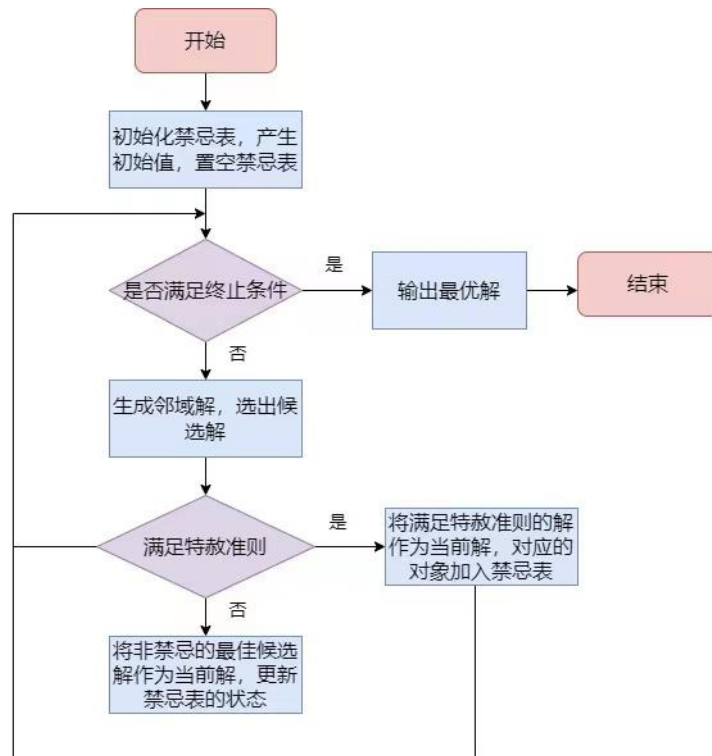 开始
初始化禁忌表，产生
初始值，置空禁忌表
是否满足终止条件
是
输出最优解
结束
否
生成邻域解，选出候
选解
满足特赦准则
是
将满足特赦准则的解
作为当前解，对应的
对象加入禁忌表
否
将非禁忌的最佳候选
解作为当前解，更新
禁忌表的状态